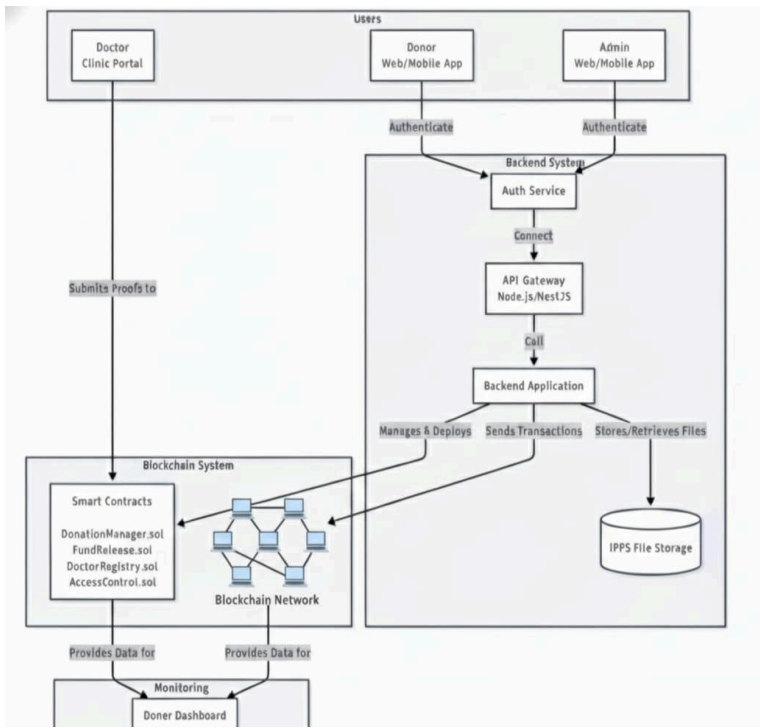 Users
Doctor
Clinic Portal
Donor
Web/Mobile App
Admin
Web/Mobile App
Authenticate
Authenticate
Backend System
Auth Service
Connect
API Gateway
Node.js/NestJS
Submits Proofs to
Call
Backend Application
Manages & Deploys
Sends Transactions
Stores/Retrieves Files
Blockchain System
Smart Contracts
DonationManager.sol
FundRelease.sol
DoctorRegistry.sol
AccessControl.sol
IPPS File Storage
Blockchain Network
Provides Data for
Provides Data for
Monitoring
Doner Dashboard